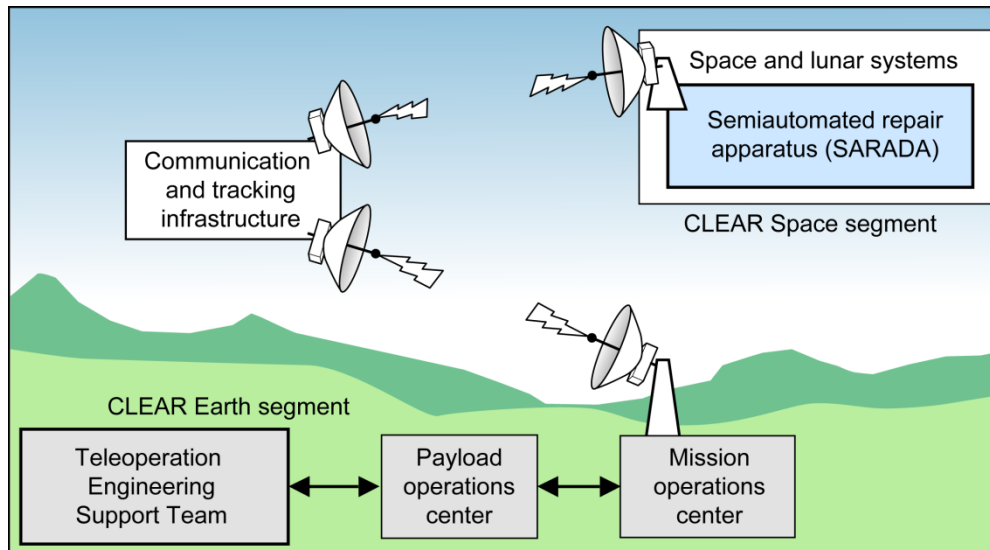 Space and lunar systems
Semiautomated repair
apparatus (SARADA)
CLEAR Space segment
Communication
and tracking
infrastructure
CLEAR Earth segment
Teleoperation
Engineering
Support Team
Payload
operations
center
Mission
operations
center